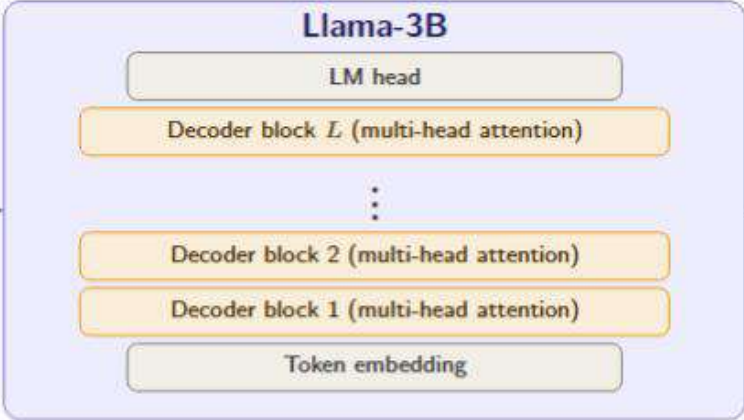 Llama-3B
LM head
Decoder block L (multi-head attention)
⋮
Decoder block 2 (multi-head attention)
Decoder block 1 (multi-head attention)
Token embedding